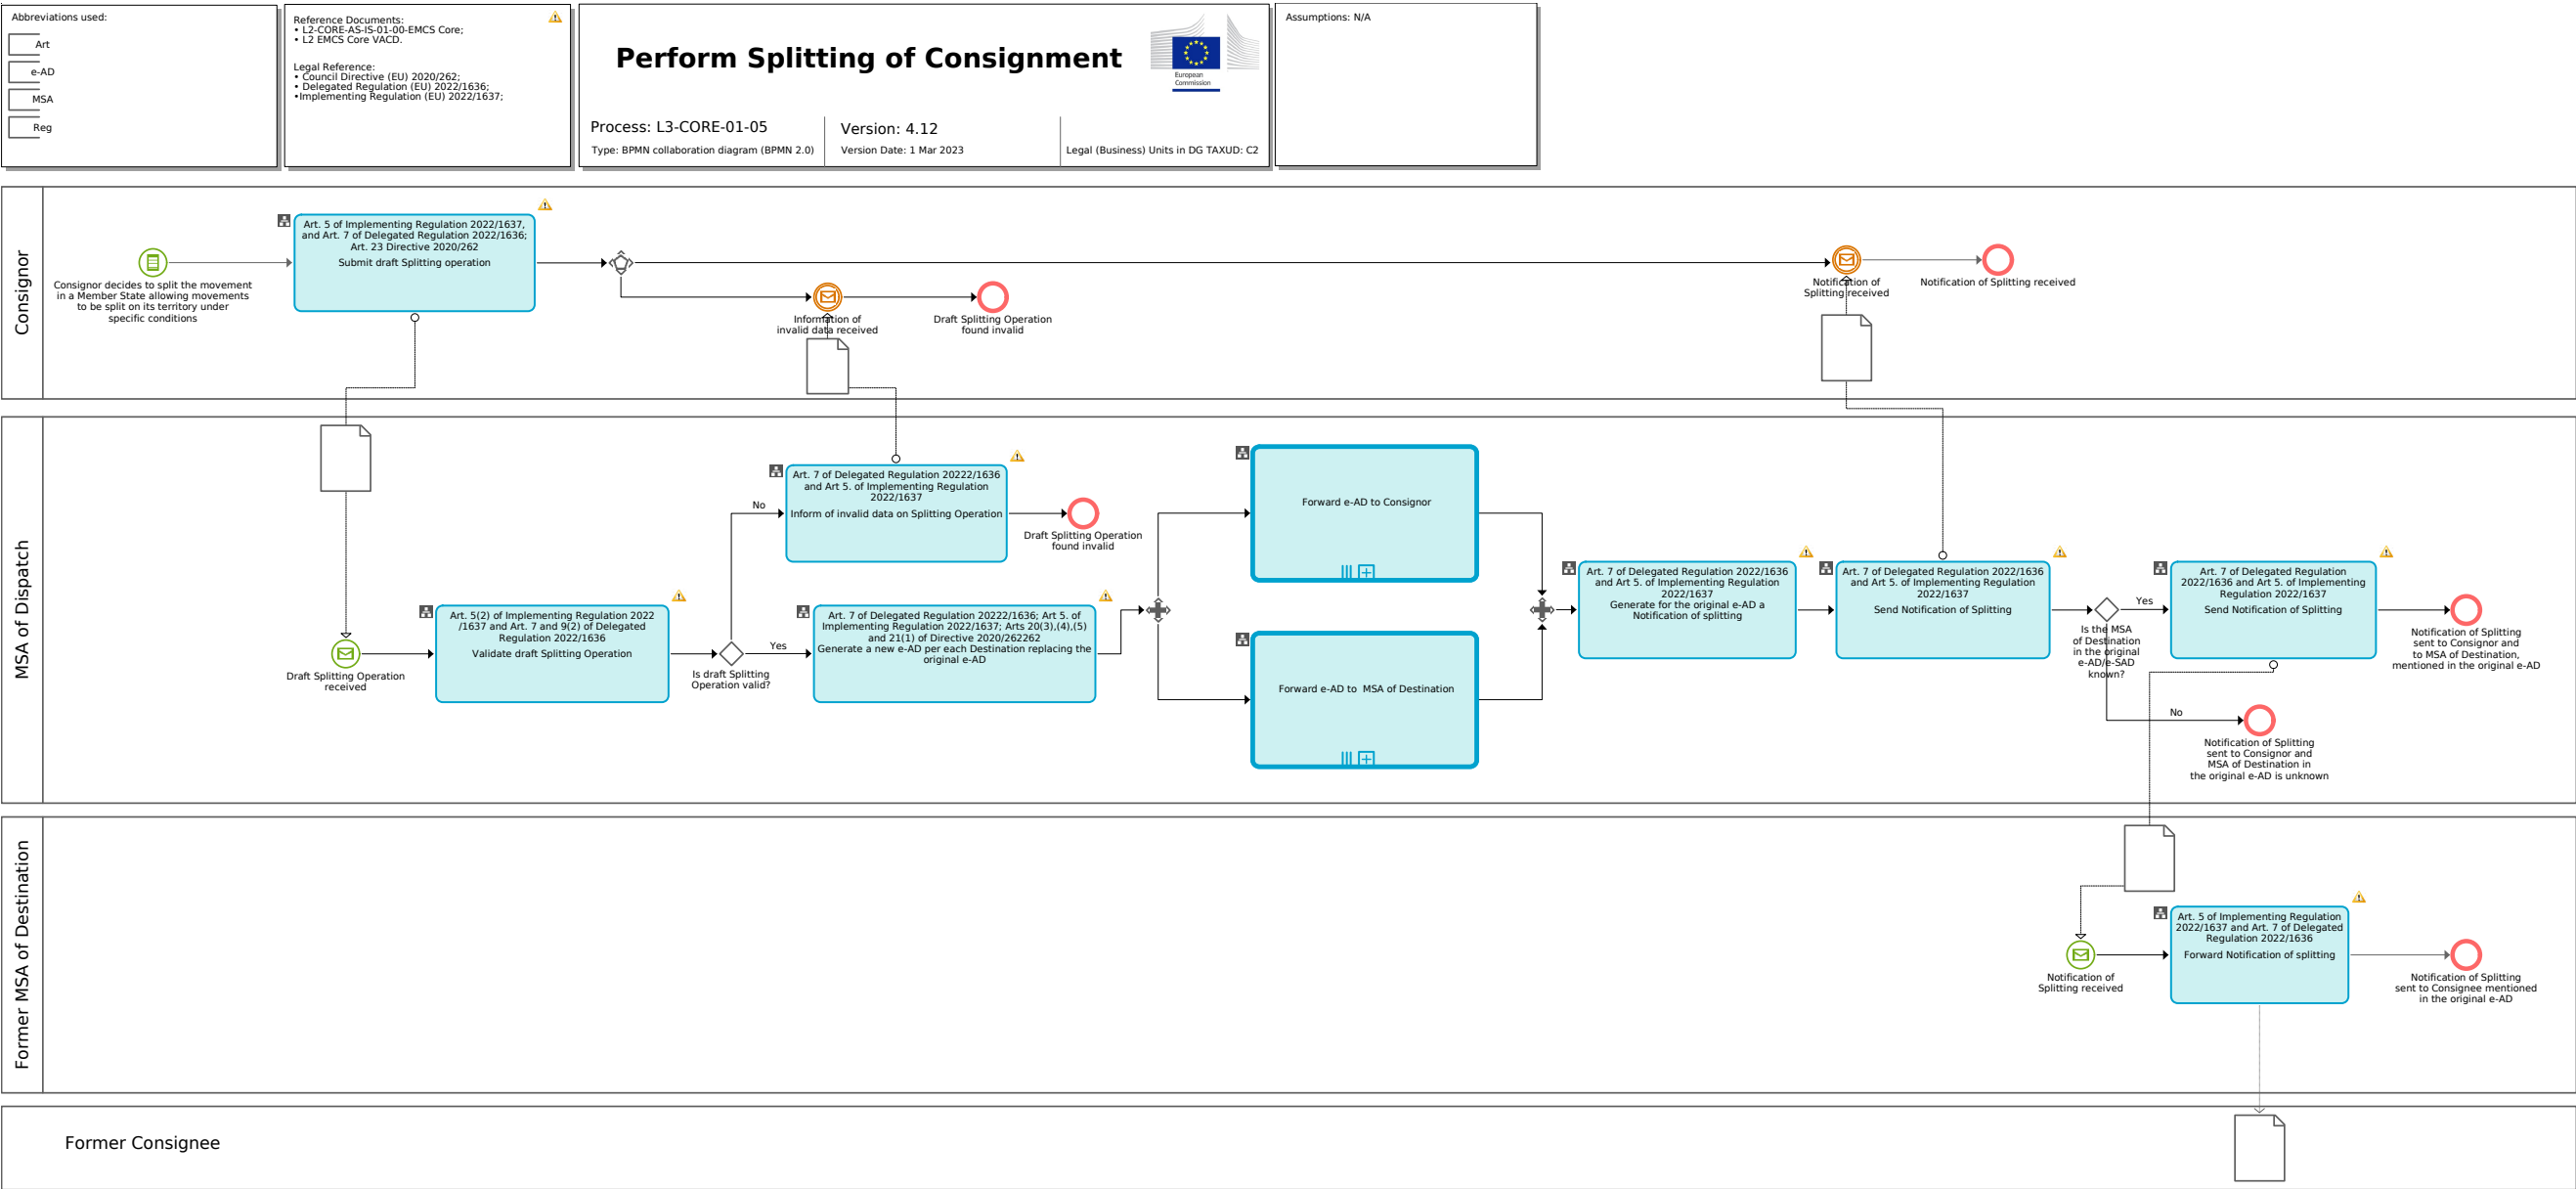 Abbreviations used:
Art
e-AD
MSA
Reg
Reference Documents:
• L2-CORE-AS-IS-01-00-EMCS Core;
• L2 EMCS Core VACD.
Legal Reference:
• Council Directive (EU) 2020/262;
• Delegated Regulation (EU) 2022/1636;
•Implementing Regulation (EU) 2022/1637;
Perform Splitting of Consignment
European
Commission
Process: L3-CORE-01-05
Version: 4.12
Type: BPMN collaboration diagram (BPMN 2.0)
Version Date: 1 Mar 2023
Legal (Business) Units in DG TAXUD: C2
Assumptions: N/A
Consignor
Consignor decides to split the movement
in a Member State allowing movements
to be split on its territory under
specific conditions
Art. 5 of Implementing Regulation 2022/1637,
and Art. 7 of Delegated Regulation 2022/1636;
Art. 23 Directive 2020/262
Submit draft Splitting operation
Information of
invalid data received
Draft Splitting Operation
found invalid
Notification of
Splitting received
Notification of Splitting received
MSA of Dispatch
Draft Splitting Operation
received
Art. 5(2) of Implementing Regulation 2022
/1637 and Art. 7 and 9(2) of Delegated
Regulation 2022/1636
Validate draft Splitting Operation
Is draft Splitting
Operation valid?
No
Yes
Art. 7 of Delegated Regulation 20222/1636
and Art 5. of Implementing Regulation
2022/1637
Inform of invalid data on Splitting Operation
Draft Splitting Operation
found invalid
Art. 7 of Delegated Regulation 20222/1636; Art 5. of
Implementing Regulation 2022/1637; Arts 20(3),(4),(5)
and 21(1) of Directive 2020/262262
Generate a new e-AD per each Destination replacing the
original e-AD
Forward e-AD to Consignor
Forward e-AD to  MSA of Destination
Art. 7 of Delegated Regulation 2022/1636
and Art 5. of Implementing Regulation
2022/1637
Generate for the original e-AD a
Notification of splitting
Art. 7 of Delegated Regulation 2022/1636
and Art 5. of Implementing Regulation
2022/1637
Send Notification of Splitting
Is the MSA
of Destination
in the original
e-AD/e-SAD
known?
Yes
No
Art. 7 of Delegated Regulation
2022/1636 and Art 5. of Implementing
Regulation 2022/1637
Send Notification of Splitting
Notification of Splitting
sent to Consignor and
to MSA of Destination,
mentioned in the original e-AD
Notification of Splitting
sent to Consignor and
MSA of Destination in
the original e-AD is unknown
Former MSA of Destination
Notification of
Splitting received
Art. 5 of Implementing Regulation
2022/1637 and Art. 7 of Delegated
Regulation 2022/1636
Forward Notification of splitting
Notification of Splitting
sent to Consignee mentioned
in the original e-AD
Former Consignee